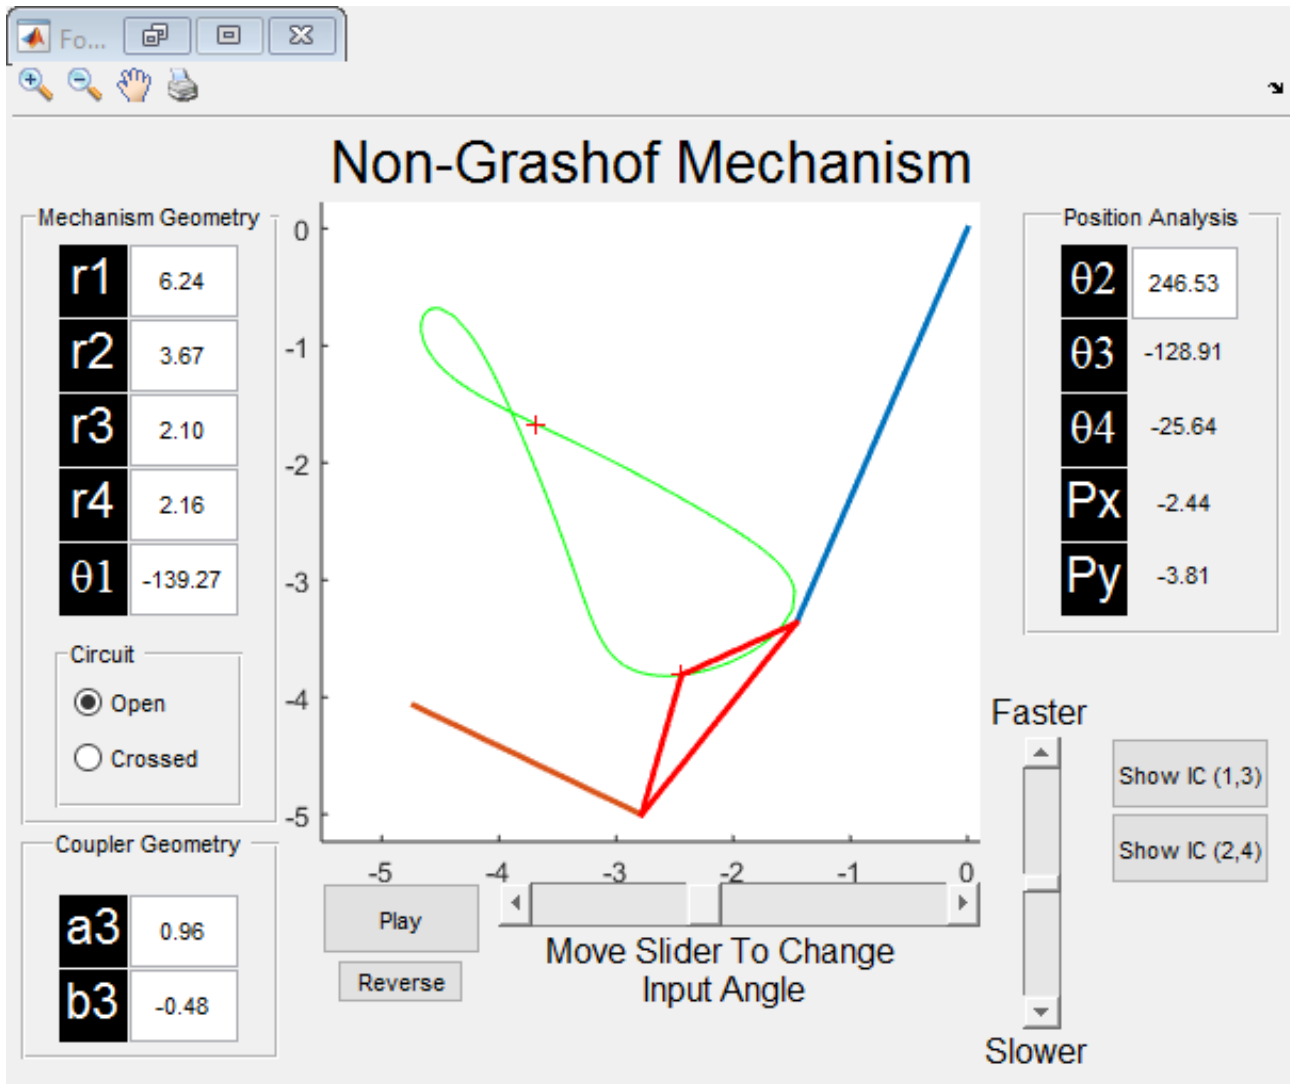 Fo...
Non-Grashof Mechanism
Mechanism Geometry
r1 6.24
r2 3.67
r3 2.10
r4 2.16
θ1 -139.27
Circuit
Open
Crossed
Coupler Geometry
a3 0.96
b3 -0.48
0
-1
-2
-3
-4
-5
-5 -4 -3 -2 -1 0
Play
Reverse
Move Slider To Change
Input Angle
Position Analysis
θ2 246.53
θ3 -128.91
θ4 -25.64
Px -2.44
Py -3.81
Faster
Slower
Show IC (1,3)
Show IC (2,4)